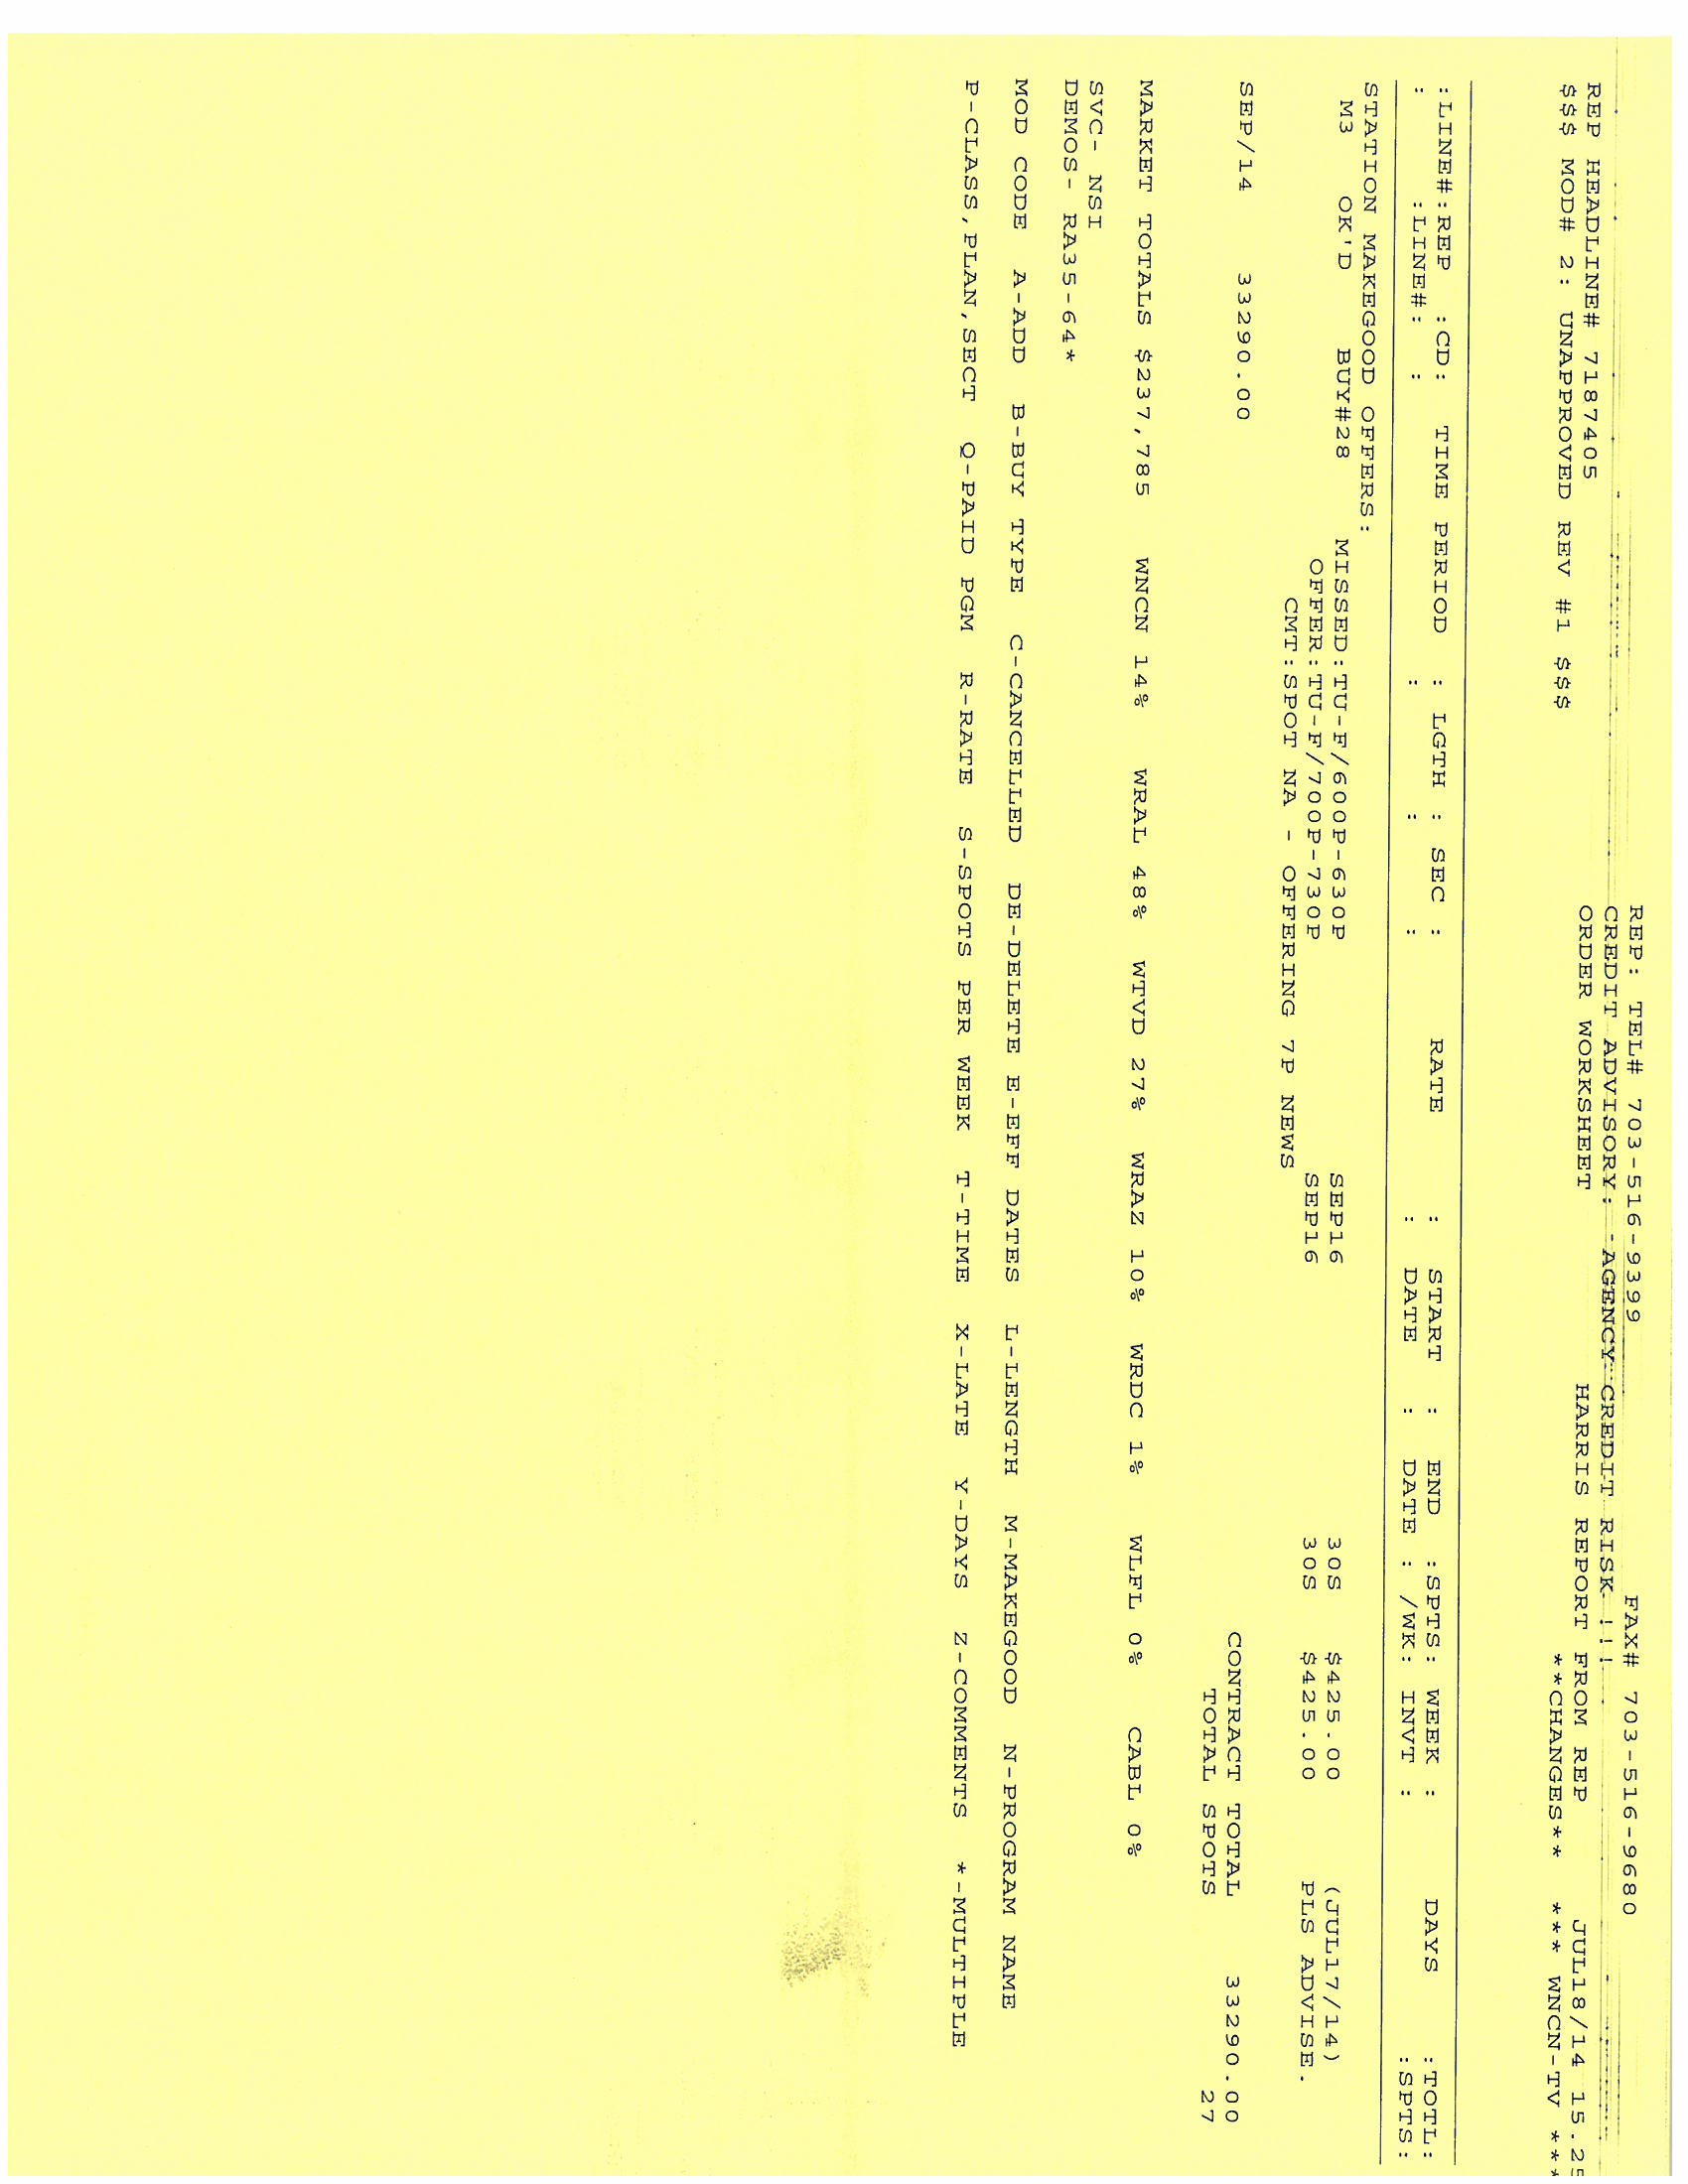 REP: TEL# 703-516-9399 FAX# 703-516-9680
CREDIT ADVISORY: -AGENCY CREDIT RISK !!!
REP HEADLINE# 7187405 ORDER WORKSHEET HARRIS REPORT FROM REP JUL18/14 15.25
$$$ MOD# 2: UNAPPROVED REV #1 $$$ **CHANGES** *** WNCN-TV ***
:LINE#:REP :CD: TIME PERIOD : LGTH : SEC : RATE : START : END :SPTS: WEEK : DAYS :TOTL:
: :LINE#: : : : : : DATE : DATE : /WK: INVT : :SPTS:
STATION MAKEGOOD OFFERS:
M3 OK'D BUY#28 MISSED:TU-F/600P-630P SEP16 30S $425.00 (JUL17/14)
OFFER:TU-F/700P-730P SEP16 30S $425.00 PLS ADVISE.
CMT:SPOT NA - OFFERING 7P NEWS
SEP/14 33290.00 CONTRACT TOTAL 33290.00
TOTAL SPOTS 27
MARKET TOTALS $237,785 WNCN 14% WRAL 48% WTVD 27% WRAZ 10% WRDC 1% WLFL 0% CABL 0%
SVC- NSI
DEMOS- RA35-64*
MOD CODE A-ADD B-BUY TYPE C-CANCELLED DE-DELETE E-EFF DATES L-LENGTH M-MAKEGOOD N-PROGRAM NAME
P-CLASS,PLAN,SECT Q-PAID PGM R-RATE S-SPOTS PER WEEK T-TIME X-LATE Y-DAYS Z-COMMENTS *-MULTIPLE